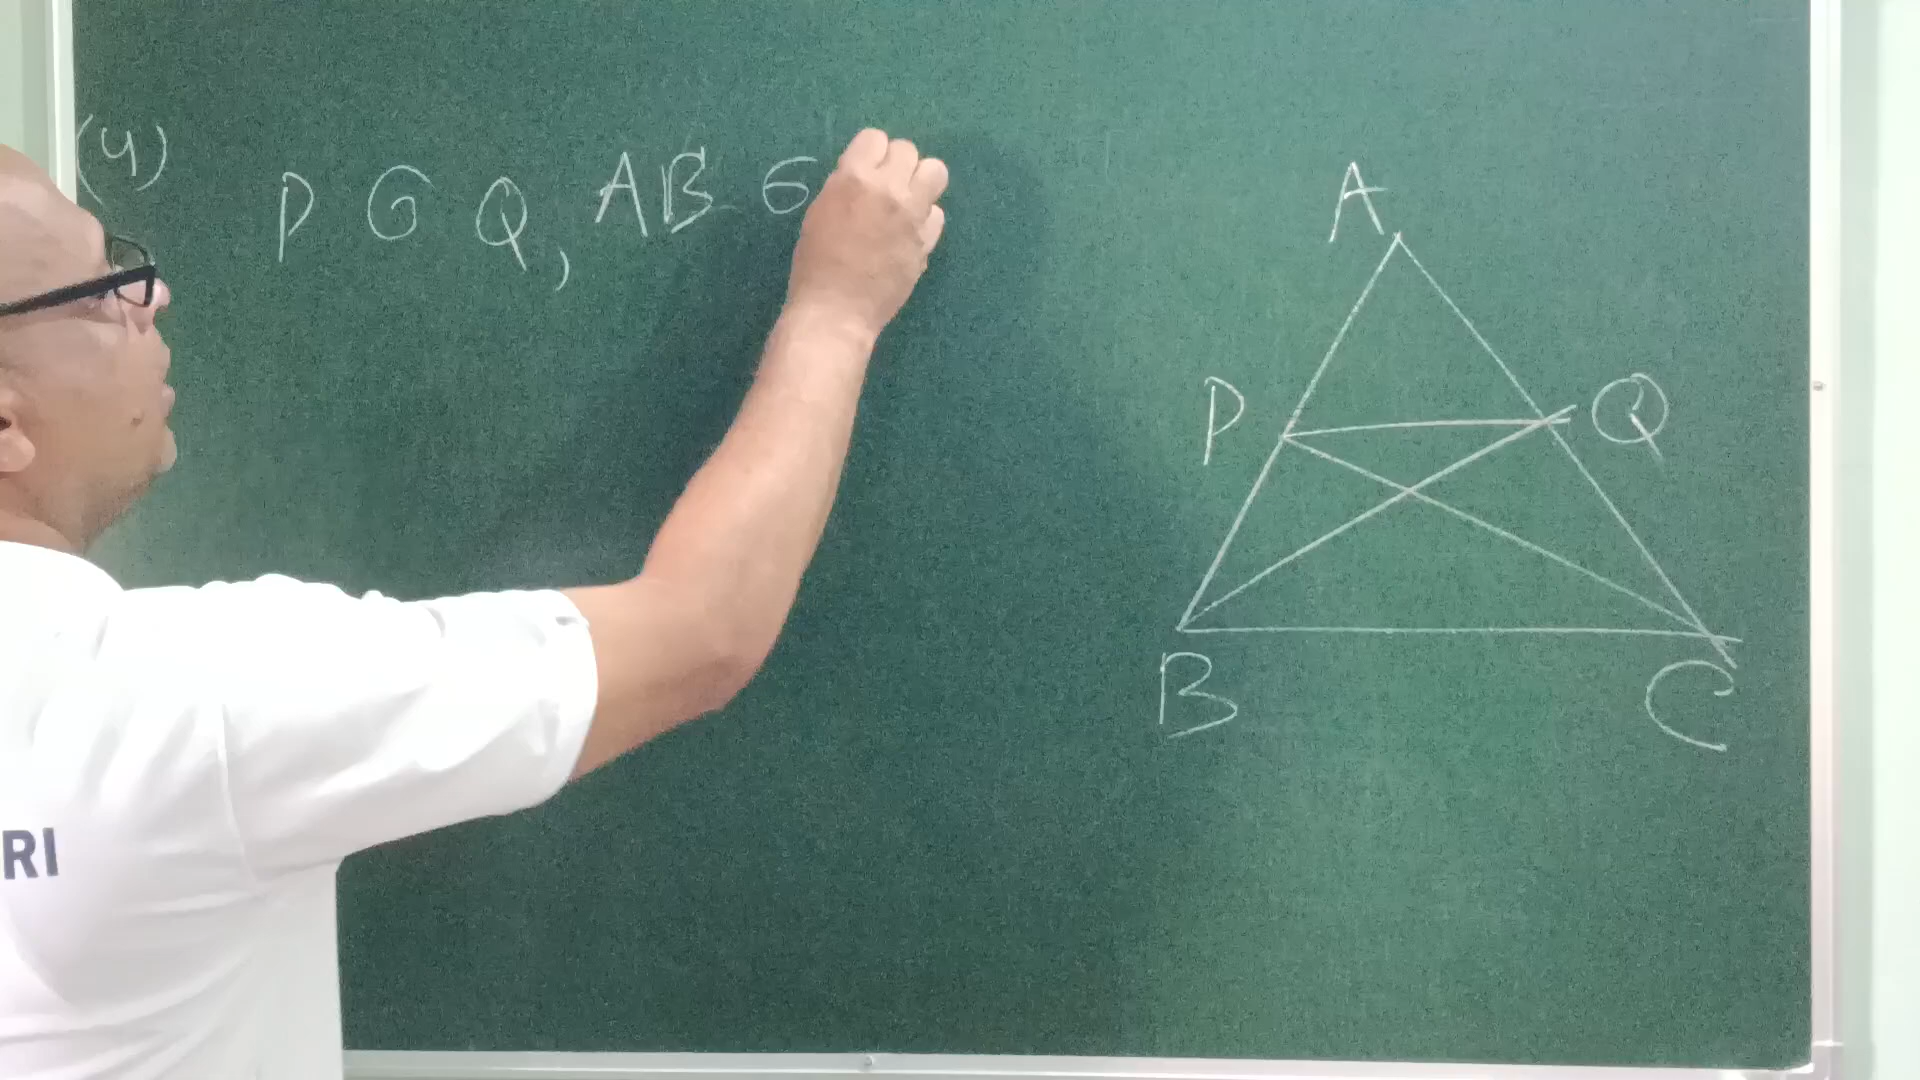 (4) P ও Q, AB ও
A
P Q
B C
RI